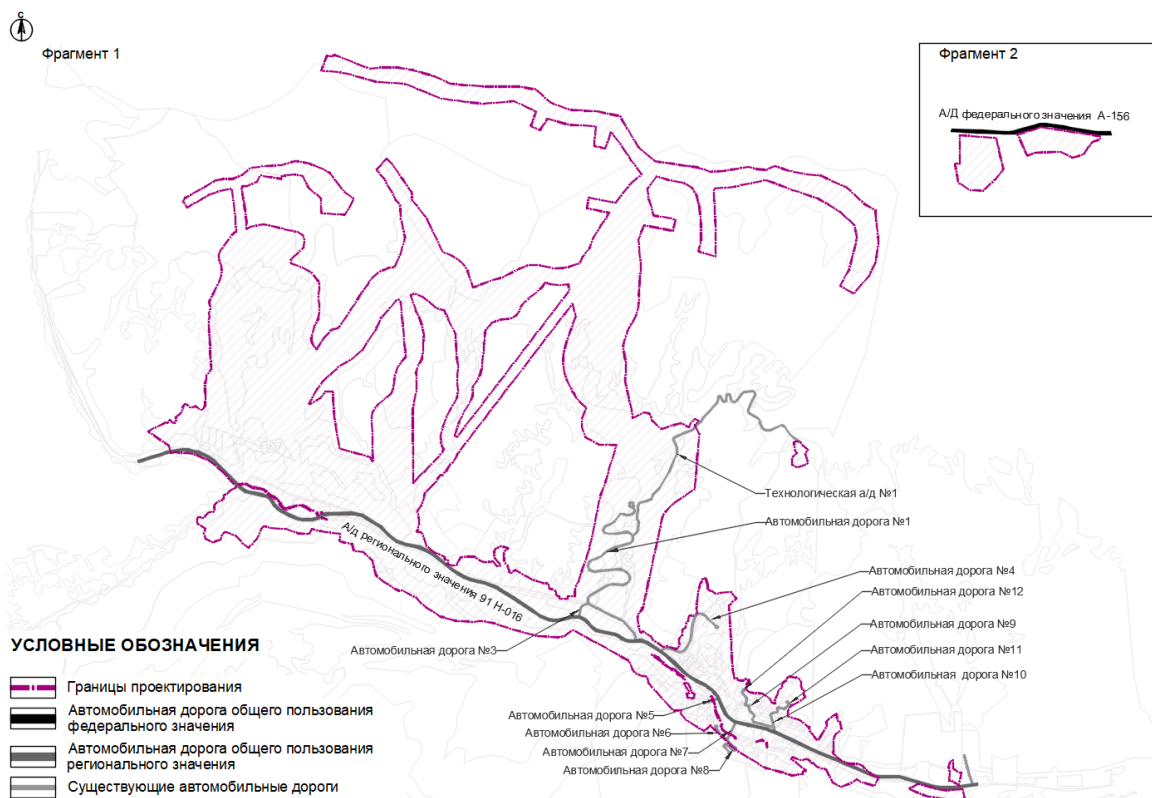 С
Фрагмент 1
Фрагмент 2
А/Д федерального значения А-156
Технологическая а/д №1
Автомобильная дорога №1
А/д регионального значения 91 Н-016
Автомобильная дорога №4
Автомобильная дорога №12
Автомобильная дорога №9
Автомобильная дорога №11
Автомобильная дорога №10
Автомобильная дорога №3
Автомобильная дорога №5
Автомобильная дорога №6
Автомобильная дорога №7
Автомобильная дорога №8
УСЛОВНЫЕ ОБОЗНАЧЕНИЯ
Границы проектирования
Автомобильная дорога общего пользования
федерального значения
Автомобильная дорога общего пользования
регионального значения
Существующие автомобильные дороги